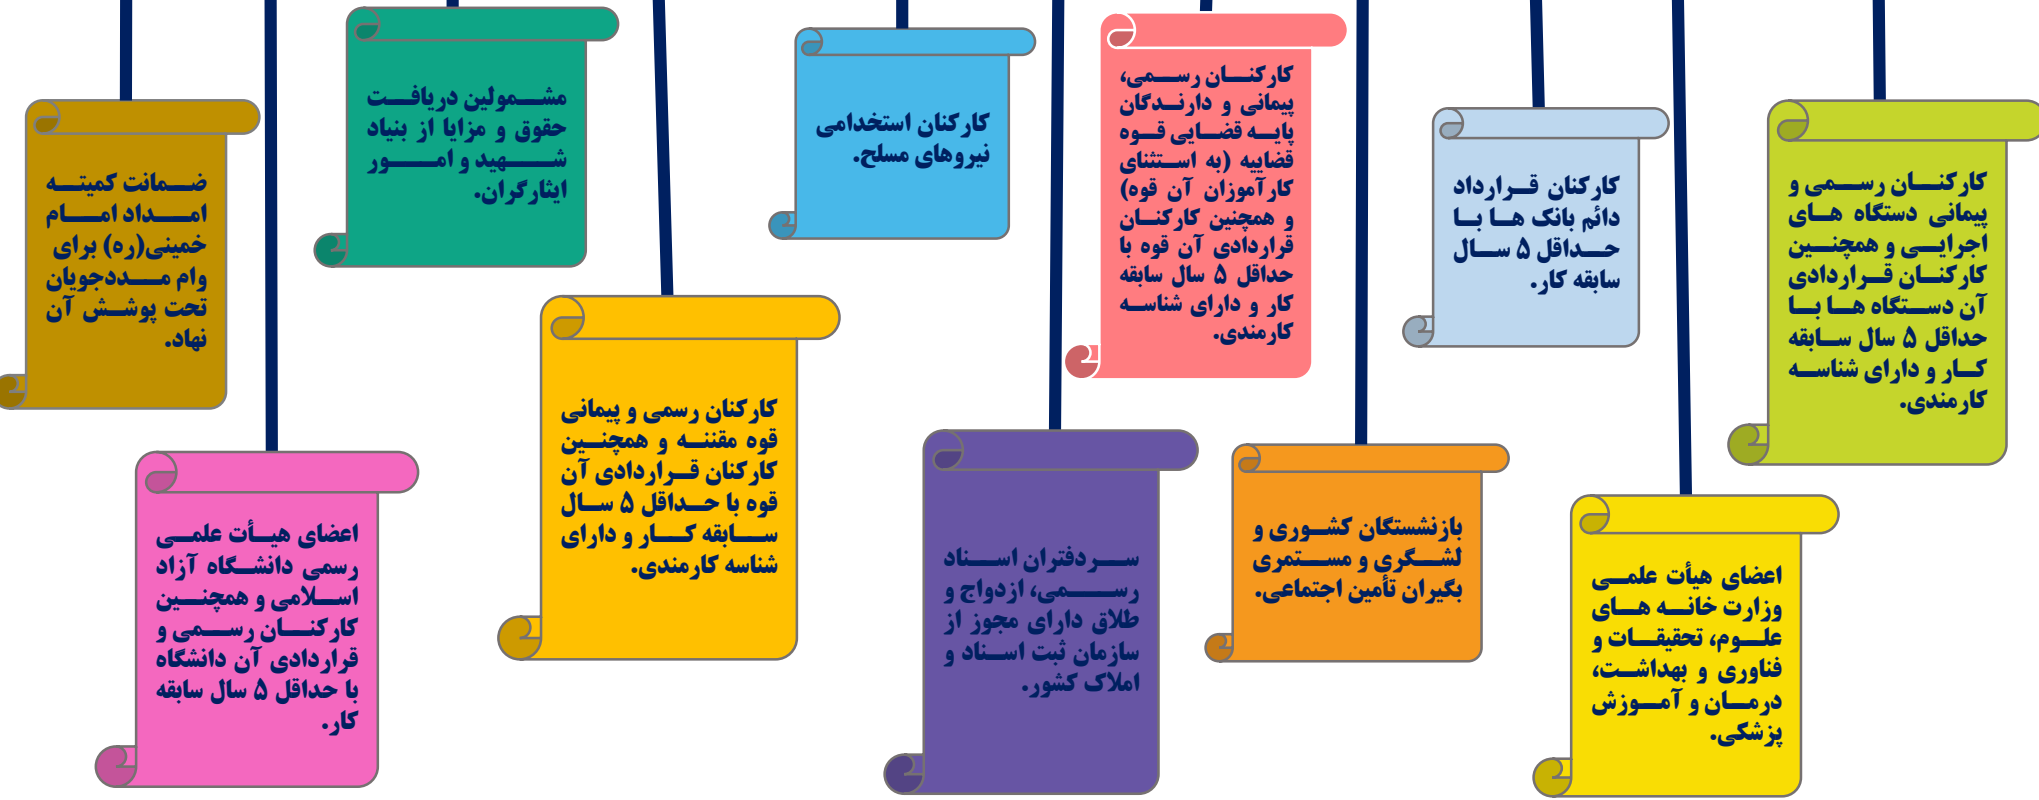 کارکنان رسمی و
پیمانی دستگاه های
اجرایی و همچنین
کارکنان قراردادی
آن دستگاه ها با
حداقل ۵ سال سابقه
کار و دارای شناسه
کارمندی.
اعضای هیأت علمی
وزارت خانه های
علوم، تحقیقات و
فناوری و بهداشت،
درمان و آموزش
پزشکی.
کارکنان قرارداد
دائم بانک ها با
حداقل ۵ سال
سابقه کار.
بازنشستگان کشوری و
لشگری و مستمری
بگیران تأمین اجتماعی.
کارکنان رسمی،
پیمانی و دارندگان
پایه قضایی قوه
قضاییه (به استثنای
کارآموزان آن قوه)
و همچنین کارکنان
قراردادی آن قوه با
حداقل ۵ سال سابقه
کار و دارای شناسه
کارمندی.
سردفتران اسناد
رسمی، ازدواج و
طلاق دارای مجوز از
سازمان ثبت اسناد و
املاک کشور.
کارکنان استخدامی
نیروهای مسلح.
کارکنان رسمی و پیمانی
قوه مقننه و همچنین
کارکنان قراردادی آن
قوه با حداقل ۵ سال
سابقه کار و دارای
شناسه کارمندی.
مشمولین دریافت
حقوق و مزایا از بنیاد
شهید و امور
ایثارگران.
اعضای هیأت علمی
رسمی دانشگاه آزاد
اسلامی و همچنین
کارکنان رسمی و
قراردادی آن دانشگاه
با حداقل ۵ سال سابقه
کار.
ضمانت کمیته
امداد امام
خمینی(ره) برای
وام مددجویان
تحت پوشش آن
نهاد.